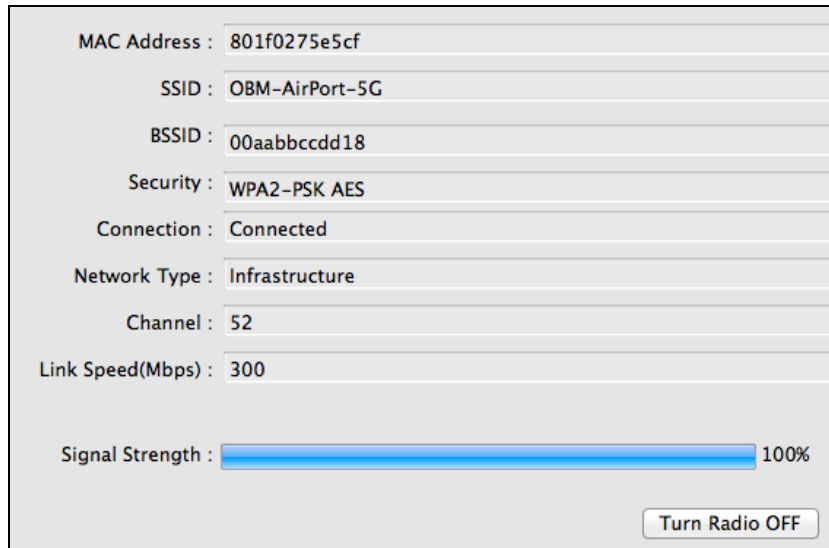 MAC Address : 801f0275e5cf
SSID : OBM-AirPort-5G
BSSID : 00aabbccdd18
Security : WPA2-PSK AES
Connection : Connected
Network Type : Infrastructure
Channel : 52
Link Speed(Mbps) : 300
Signal Strength : 100%
Turn Radio OFF